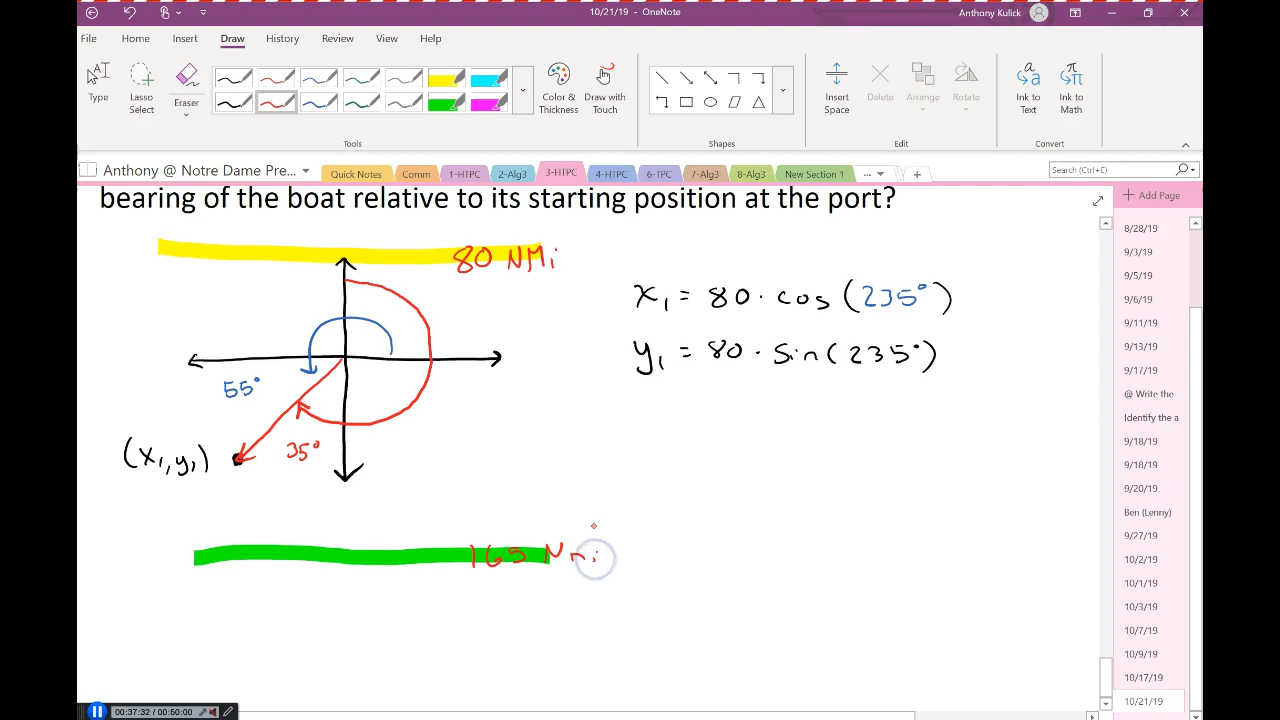 10/21/19 - OneNote
Anthony Kulick
File Home Insert Draw History Review View Help
Type
Lasso Select
Eraser
Color & Thickness
Draw with Touch
Insert Space
Delete
Arrange
Rotate
Ink to Text
Ink to Math
Tools
Shapes
Edit
Convert
Anthony @ Notre Dame Pre...
Quick Notes Comm 1-HTPC 2-Alg3 3-HTPC 4-HTPC 6-TPC 7-Alg3 8-Alg3 New Section 1 ...
Search (Ctrl+E)
bearing of the boat relative to its starting position at the port?
Add Page
80 NMi
x₁ = 80 · cos (235°)
y₁ = 80 · sin (235°)
55°
35°
(x₁, y₁)
165 Nmi
8/28/19
9/3/19
9/5/19
9/6/19
9/11/19
9/13/19
9/17/19
@ Write the
Identify the a
9/18/19
9/18/19
9/20/19
Ben (Lenny)
9/27/19
10/2/19
10/1/19
10/3/19
10/7/19
10/9/19
10/17/19
10/21/19
00:37:32 / 00:50:00